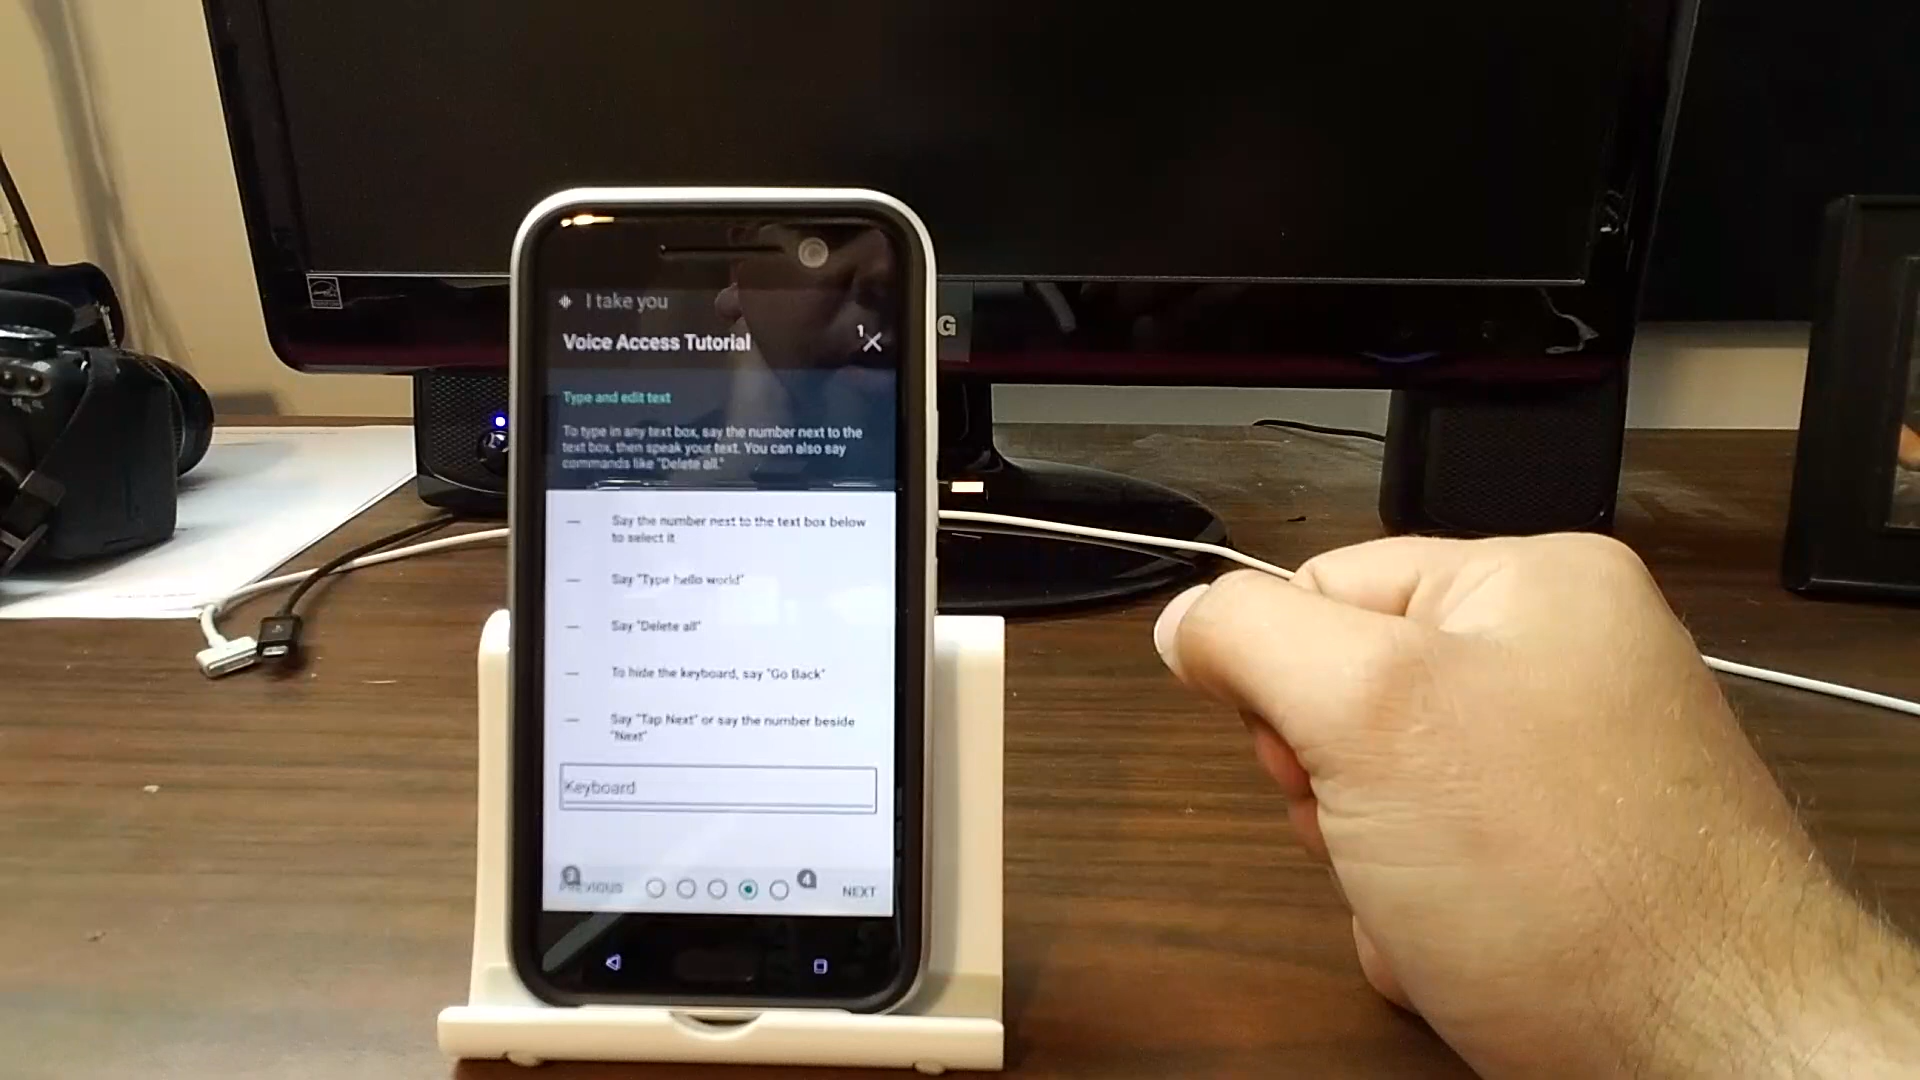 I take you
Voice Access Tutorial
1
Type and edit text
To type in any text box, say the number next to the
text box, then speak your text. You can also say
commands like "Delete all."
Say the number next to the text box below
to select it
Say "Type hello world"
Say "Delete all"
To hide the keyboard, say "Go Back"
Say "Tap Next" or say the number beside
"Next"
Keyboard
3
PREVIOUS
4
NEXT
G